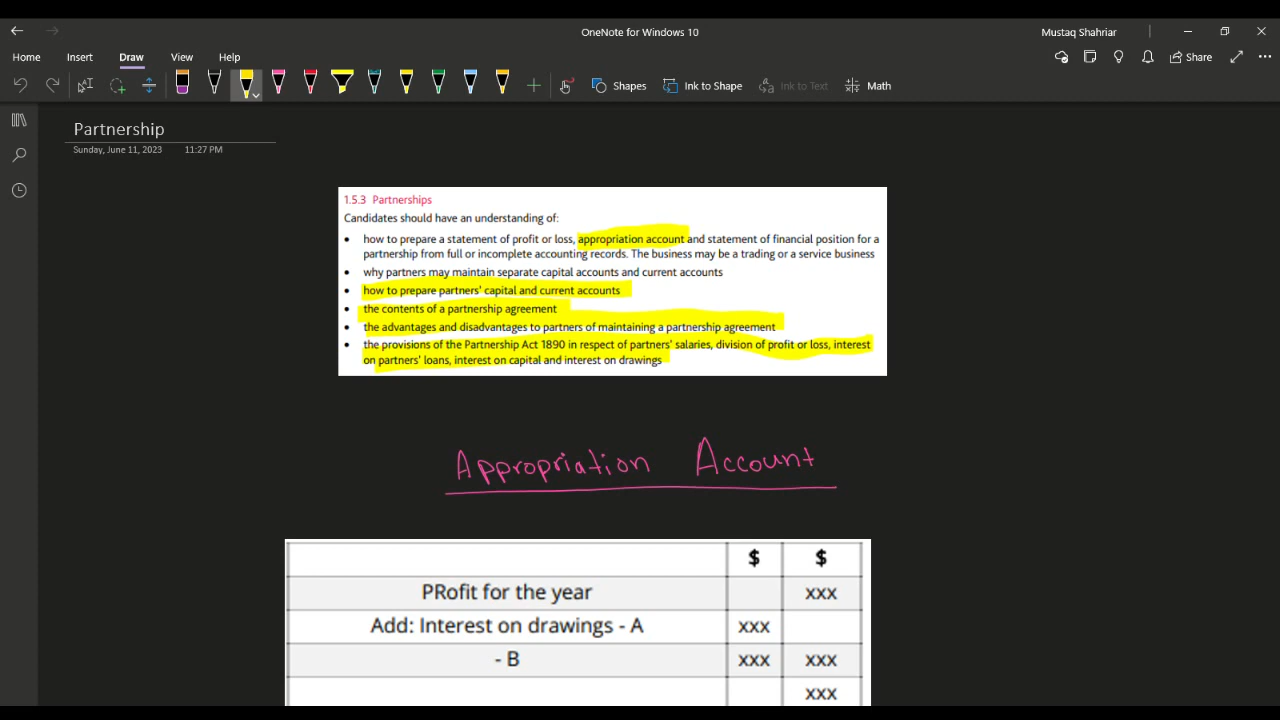 OneNote for Windows 10
Mustaq Shahriar
Home Insert Draw View Help
Share
Shapes Ink to Shape Ink to Text Math
Partnership
Sunday, June 11, 2023 11:27 PM
1.5.3 Partnerships
Candidates should have an understanding of:
• how to prepare a statement of profit or loss, appropriation account and statement of financial position for a
partnership from full or incomplete accounting records. The business may be a trading or a service business
• why partners may maintain separate capital accounts and current accounts
• how to prepare partners' capital and current accounts
• the contents of a partnership agreement
• the advantages and disadvantages to partners of maintaining a partnership agreement
• the provisions of the Partnership Act 1890 in respect of partners' salaries, division of profit or loss, interest
on partners' loans, interest on capital and interest on drawings
Appropriation Account
$ $
PRofit for the year xxx
Add: Interest on drawings - A xxx
- B xxx xxx
xxx